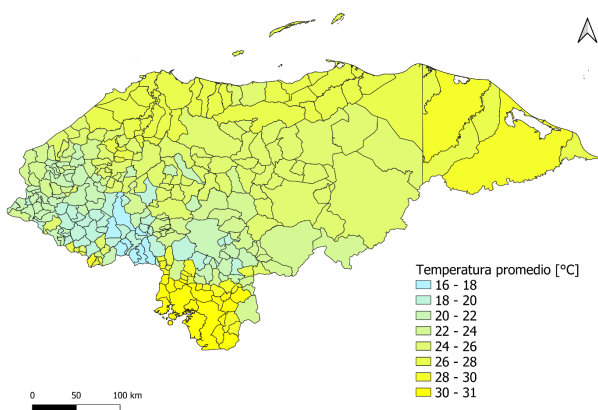 Temperatura promedio [°C]
16 - 18
18 - 20
20 - 22
22 - 24
24 - 26
26 - 28
28 - 30
30 - 31
0 50 100 km